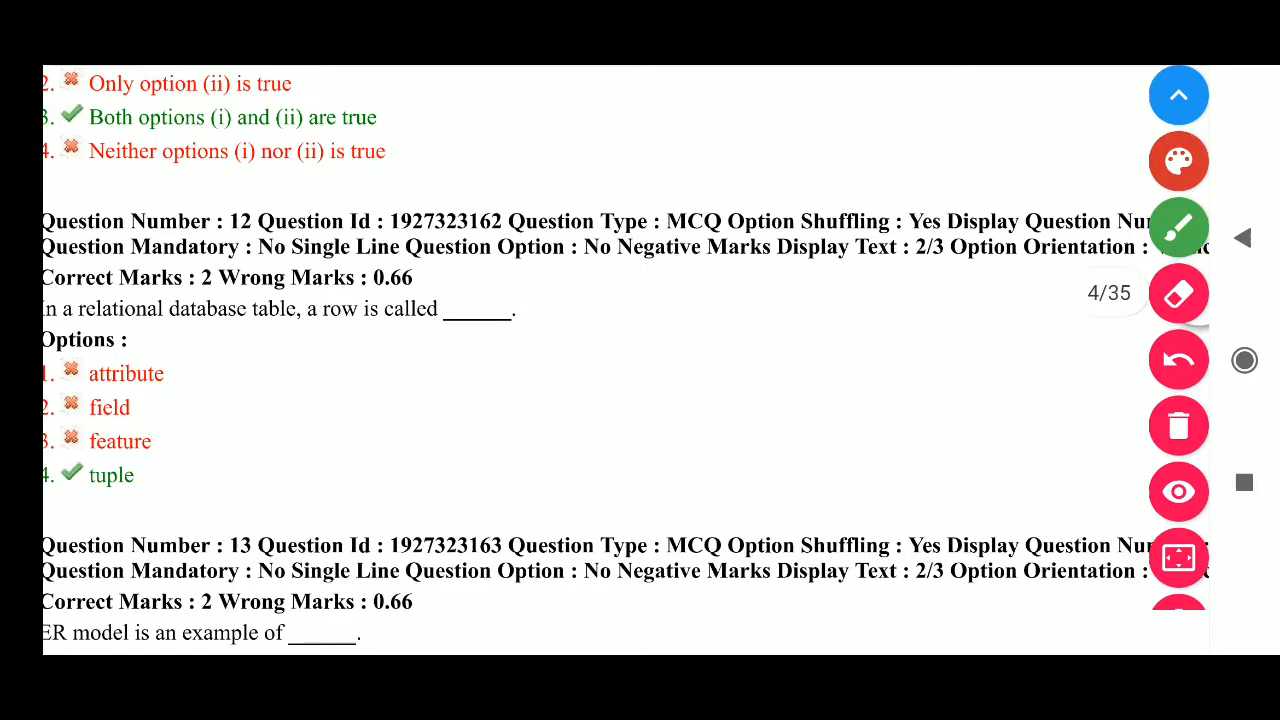 2. Only option (ii) is true
3. Both options (i) and (ii) are true
4. Neither options (i) nor (ii) is true
Question Number : 12 Question Id : 1927323162 Question Type : MCQ Option Shuffling : Yes Display Question
Question Mandatory : No Single Line Question Option : No Negative Marks Display Text : 2/3 Option Orientation :
Correct Marks : 2 Wrong Marks : 0.66
4/35
In a relational database table, a row is called ______.
Options :
1. attribute
2. field
3. feature
4. tuple
Question Number : 13 Question Id : 1927323163 Question Type : MCQ Option Shuffling : Yes Display Question
Question Mandatory : No Single Line Question Option : No Negative Marks Display Text : 2/3 Option Orientation :
Correct Marks : 2 Wrong Marks : 0.66
ER model is an example of ______.